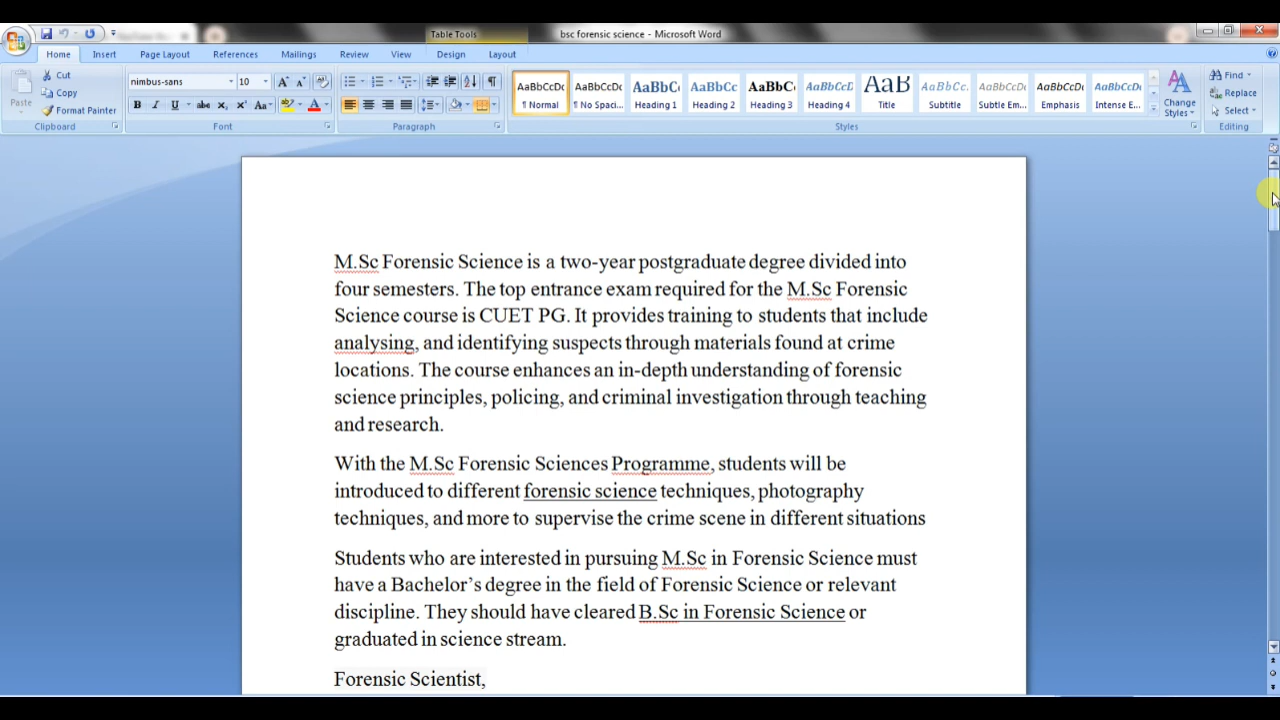 Table Tools
bsc forensic science - Microsoft Word
Home Insert Page Layout References Mailings Review View Design Layout
Paste
Cut
Copy
Format Painter
Clipboard
nimbus-sans 10
Font
Paragraph
AaBbCcDc AaBbCcDc AaBbC AaBbCc AaBbC AaBbCcD AaB AaBbCc. AaBbCcDc AaBbCcDc AaBbCcDc
¶ Normal ¶ No Spaci... Heading 1 Heading 2 Heading 3 Heading 4 Title Subtitle Subtle Em... Emphasis Intense E...
Change
Styles
Styles
Find
Replace
Select
Editing
M.Sc Forensic Science is a two-year postgraduate degree divided into
four semesters. The top entrance exam required for the M.Sc Forensic
Science course is CUET PG. It provides training to students that include
analysing, and identifying suspects through materials found at crime
locations. The course enhances an in-depth understanding of forensic
science principles, policing, and criminal investigation through teaching
and research.
With the M.Sc Forensic Sciences Programme, students will be
introduced to different forensic science techniques, photography
techniques, and more to supervise the crime scene in different situations
Students who are interested in pursuing M.Sc in Forensic Science must
have a Bachelor’s degree in the field of Forensic Science or relevant
discipline. They should have cleared B.Sc in Forensic Science or
graduated in science stream.
Forensic Scientist,